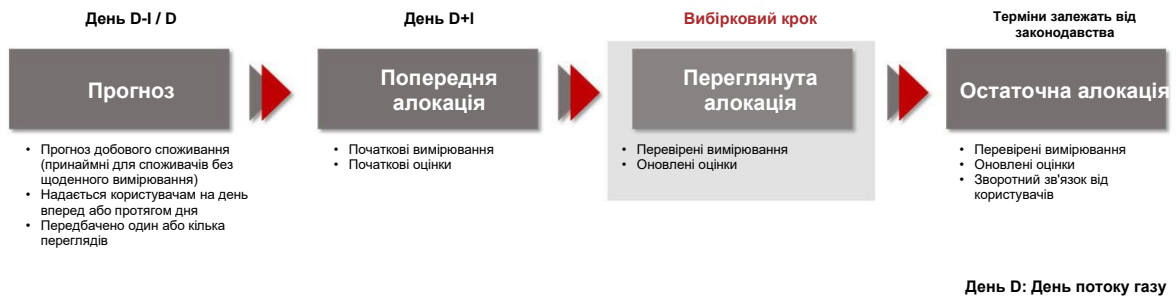 День D-I / D
День D+I
Вибірковий крок
Терміни залежать від
законодавства
Прогноз
Попередня
алокація
Переглянута
алокація
Остаточна алокація
• Прогноз добового споживання
(принаймні для споживачів без
щоденного вимірювання)
• Надається користувачам на день
вперед або протягом дня
• Передбачено один або кілька
переглядів
• Початкові вимірювання
• Початкові оцінки
• Перевірені вимірювання
• Оновлені оцінки
• Перевірені вимірювання
• Оновлені оцінки
• Зворотний зв'язок від
користувачів
День D: День потоку газу